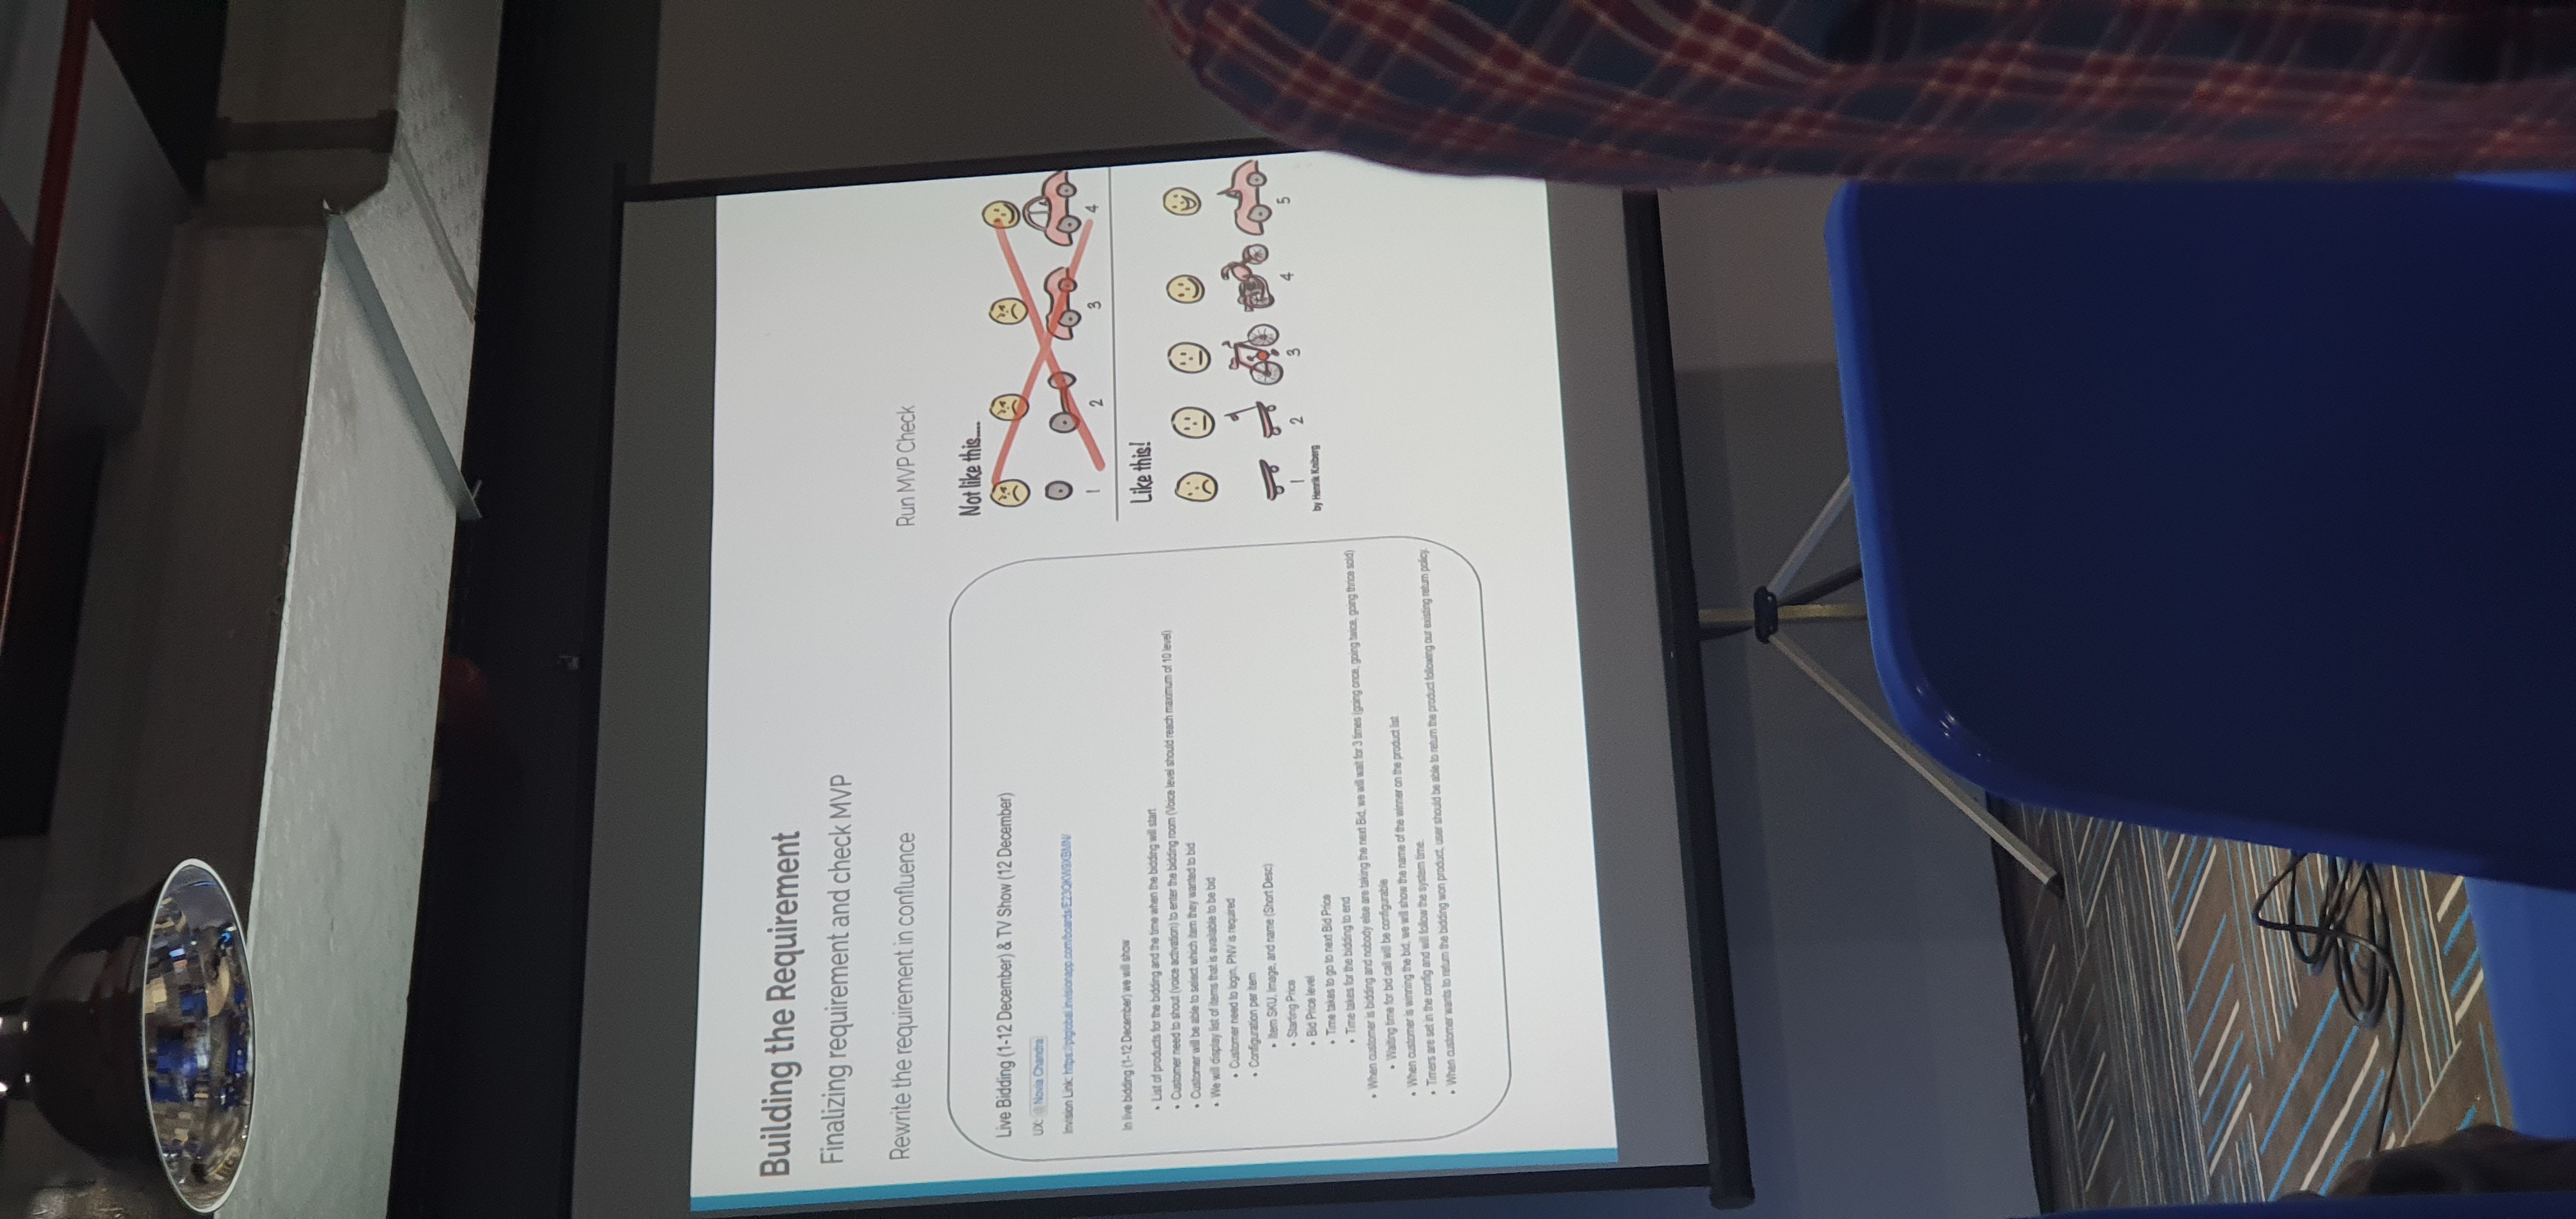 Building the Requirement
Finalizing requirement and check MVP
Rewrite the requirement in confluence
Live Bidding (1-12 December) & TV Show (12 December)
UX: @ Novia Chandra
Invision Link: https://ptglobal.invisionapp.com/boards/E23QKW9XBMN/
In live bidding (1-12 December) we will show
• List of products for the bidding and the time when the bidding will start
• Customer need to shout (voice activation) to enter the bidding room (Voice level should reach maximum of 10 level)
• Customer will be able to select which item they wanted to bid
• We will display list of items that is available to be bid
• Customer need to login, PNV is required
• Configuration per item
• Item SKU, Image, and name (Short Desc)
• Starting Price
• Bid Price level
• Time takes to go to next Bid Price
• Time takes for the bidding to end
• When customer is bidding and nobody else are taking the next Bid, we will wait for 3 times (going once, going twice, going thrice sold)
• Waiting time for bid call will be configurable
• When customer is winning the bid, we will show the name of the winner on the product list
• Timers are set in the config and will follow the system time.
• When customer wants to return the bidding won product, user should be able to return the product following our existing return policy.
Run MVP Check
Not like this....
1 2 3 4
Like this!
1 2 3 4 5
by Henrik Kniberg